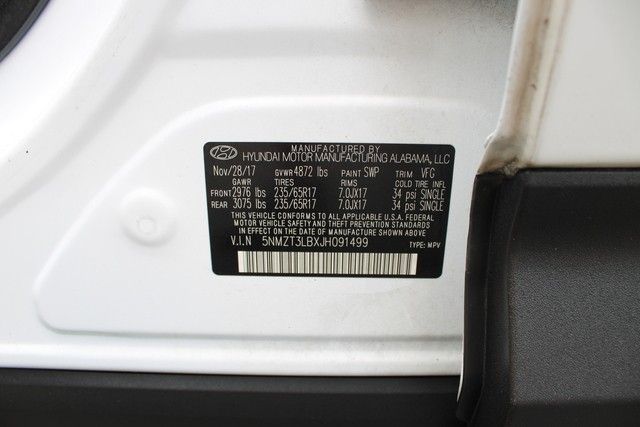 MANUFACTURED BY
HYUNDAI MOTOR MANUFACTURING ALABAMA, LLC
Nov/28/17 GVWR 4872 lbs PAINT SWP TRIM VFG
GAWR TIRES RIMS COLD TIRE INFL
FRONT 2976 lbs 235/65R17 7.0JX17 34 psi SINGLE
REAR 3075 lbs 235/65R17 7.0JX17 34 psi SINGLE
THIS VEHICLE CONFORMS TO ALL APPLICABLE U.S.A. FEDERAL
MOTOR VEHICLE SAFETY AND THEFT PREVENTION STANDARDS
IN EFFECT ON THE DATE OF MANUFACTURE SHOWN ABOVE
V.I.N 5NMZT3LBXJH091499 TYPE: MPV